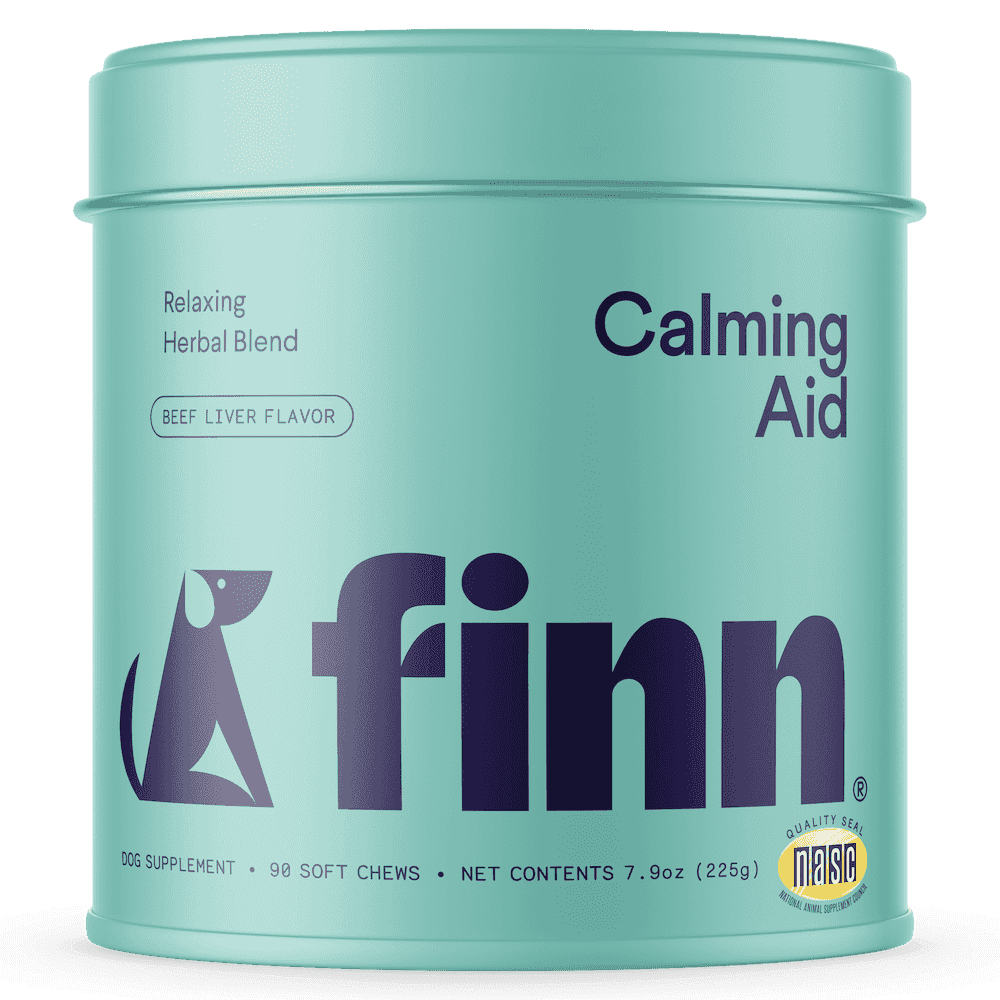 Relaxing
Herbal Blend
BEEF LIVER FLAVOR
Calming
Aid
finn®
DOG SUPPLEMENT • 90 SOFT CHEWS • NET CONTENTS 7.9oz (225g)
QUALITY SEAL
nasc
NATIONAL ANIMAL SUPPLEMENT COUNCIL